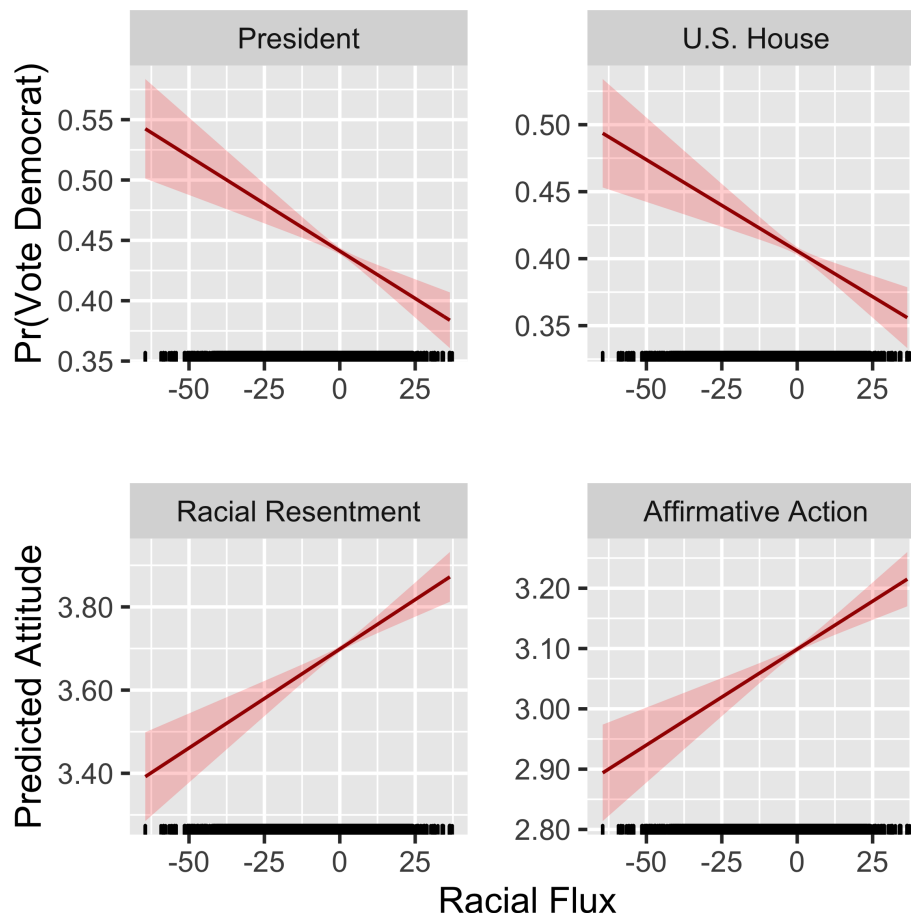 President
U.S. House
Pr(Vote Democrat)
0.55
0.50
0.45
0.40
0.35
-50 -25 0 25
0.50
0.45
0.40
0.35
-50 -25 0 25
Racial Resentment
Affirmative Action
Predicted Attitude
3.80
3.60
3.40
-50 -25 0 25
3.20
3.10
3.00
2.90
2.80
-50 -25 0 25
Racial Flux